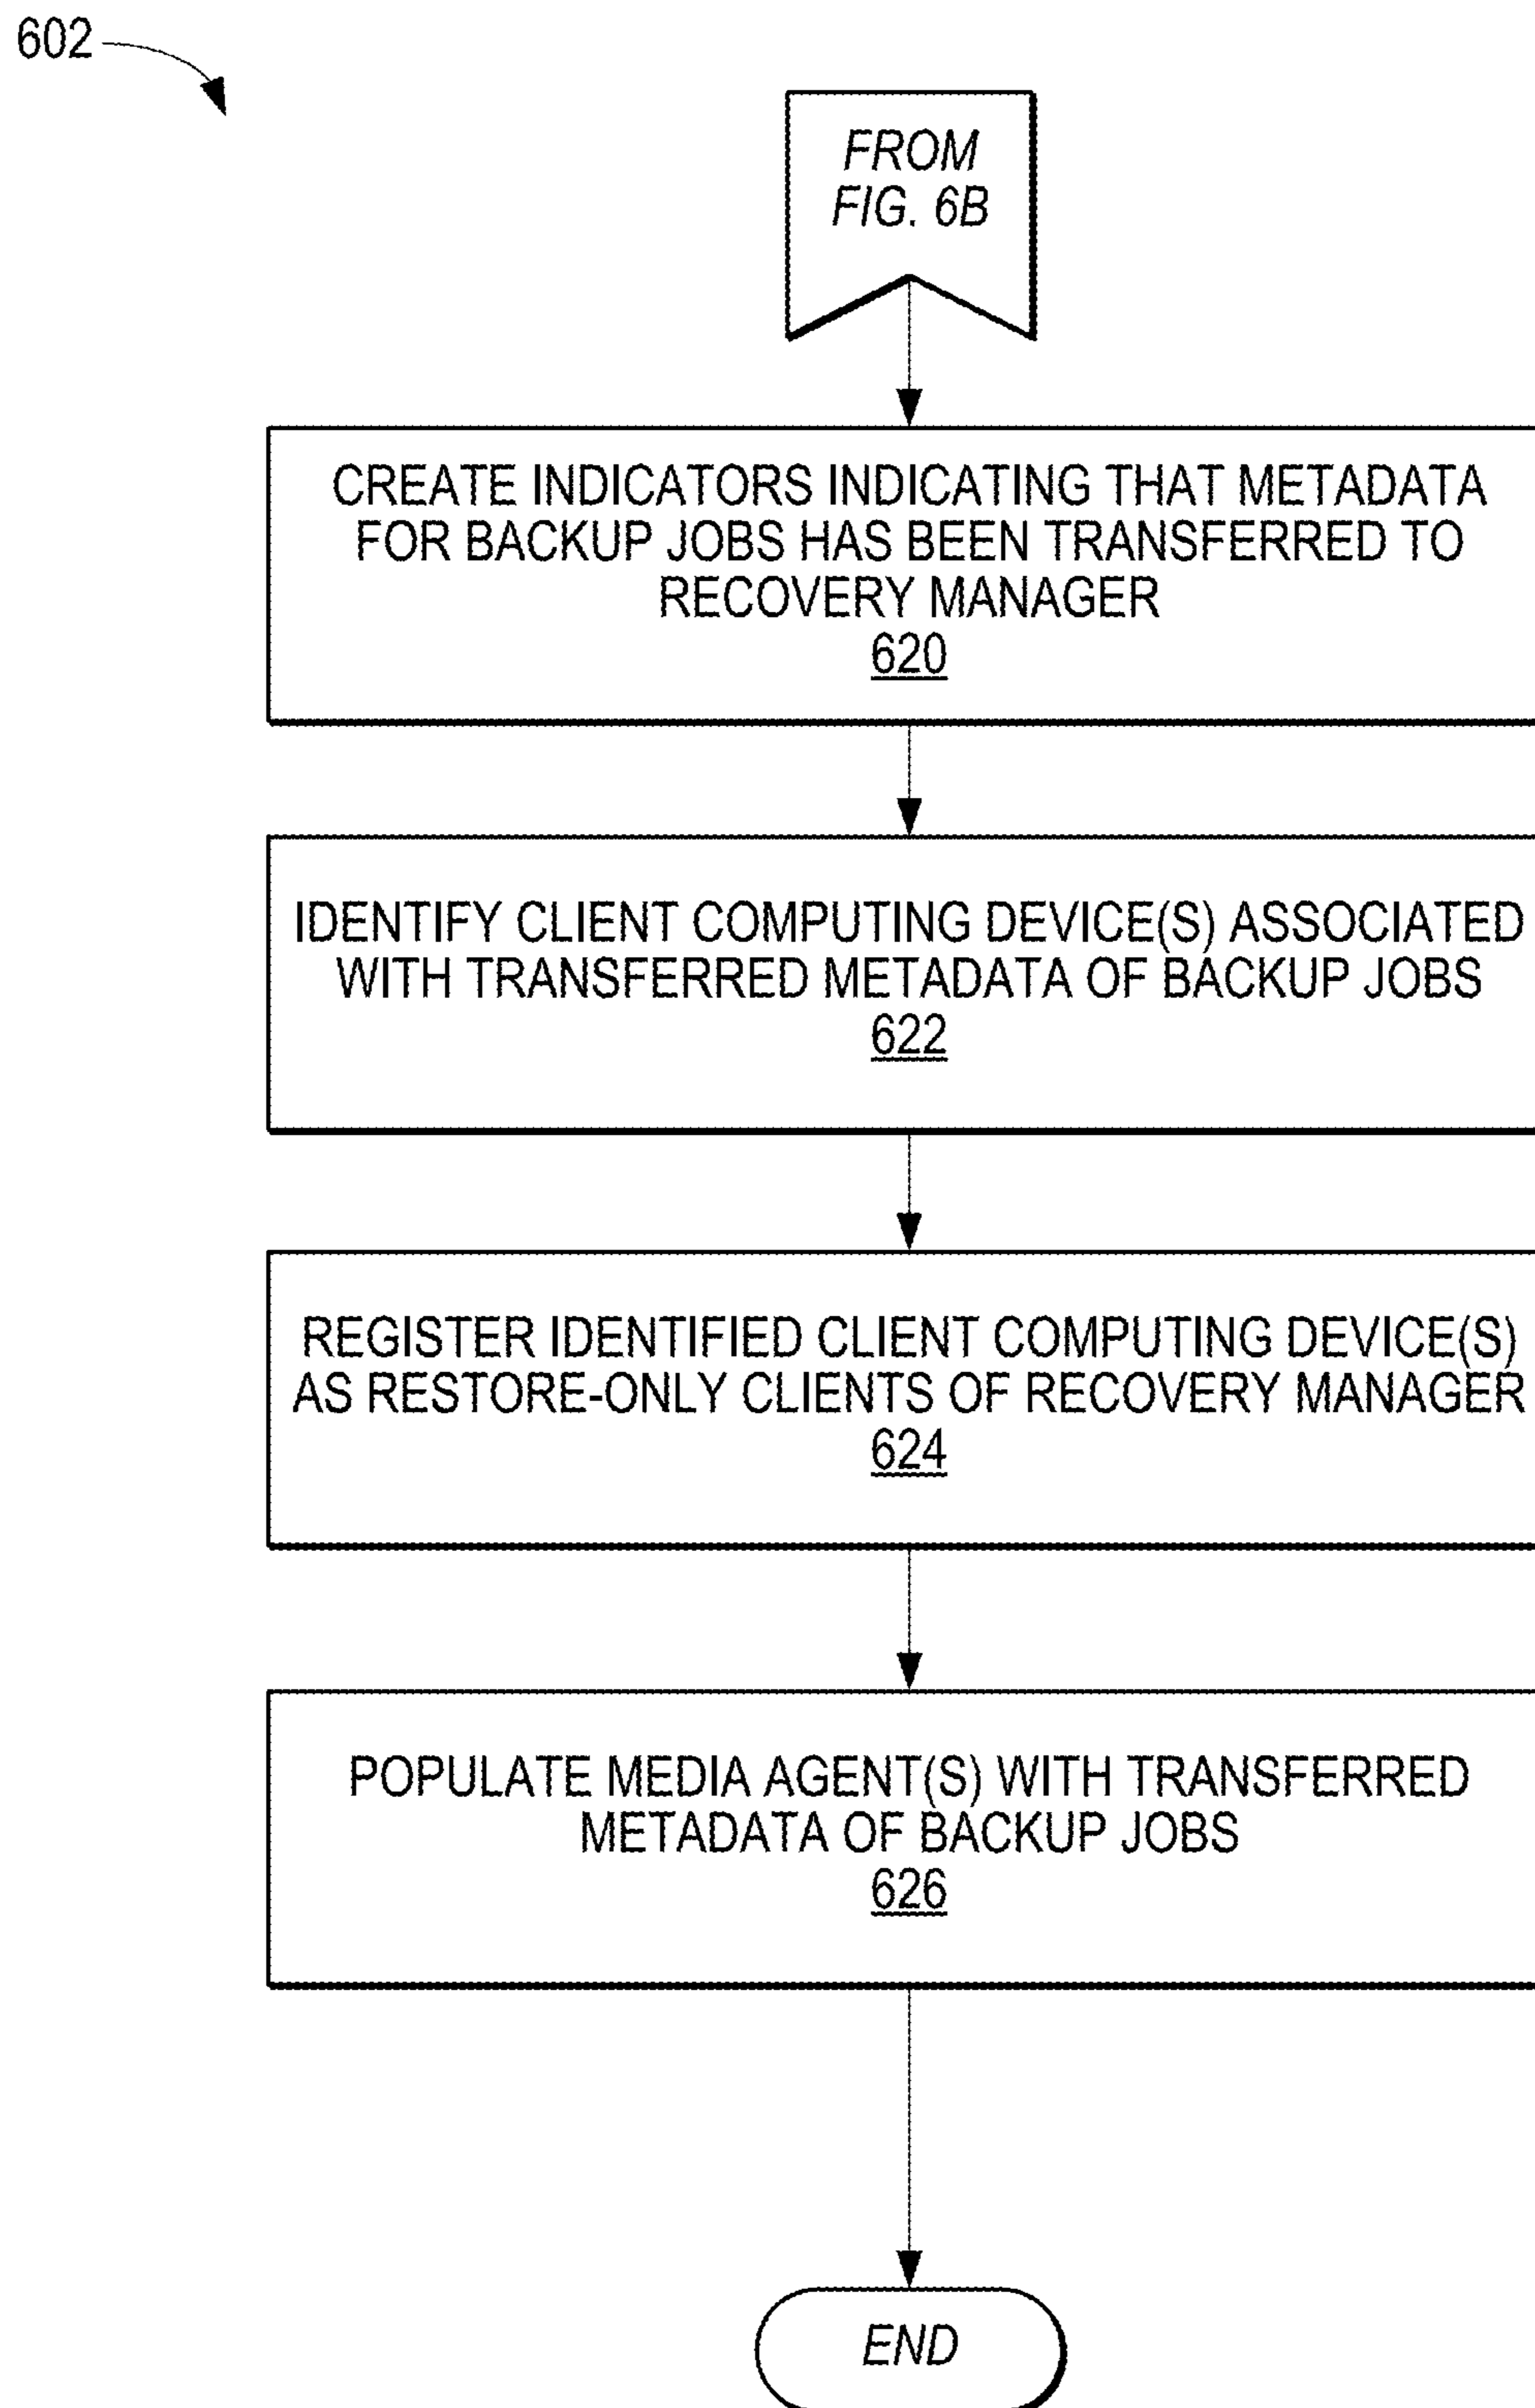 602
FROM
FIG. 6B
CREATE INDICATORS INDICATING THAT METADATA
FOR BACKUP JOBS HAS BEEN TRANSFERRED TO
RECOVERY MANAGER
620
IDENTIFY CLIENT COMPUTING DEVICE(S) ASSOCIATED
WITH TRANSFERRED METADATA OF BACKUP JOBS
622
REGISTER IDENTIFIED CLIENT COMPUTING DEVICE(S)
AS RESTORE-ONLY CLIENTS OF RECOVERY MANAGER
624
POPULATE MEDIA AGENT(S) WITH TRANSFERRED
METADATA OF BACKUP JOBS
626
END